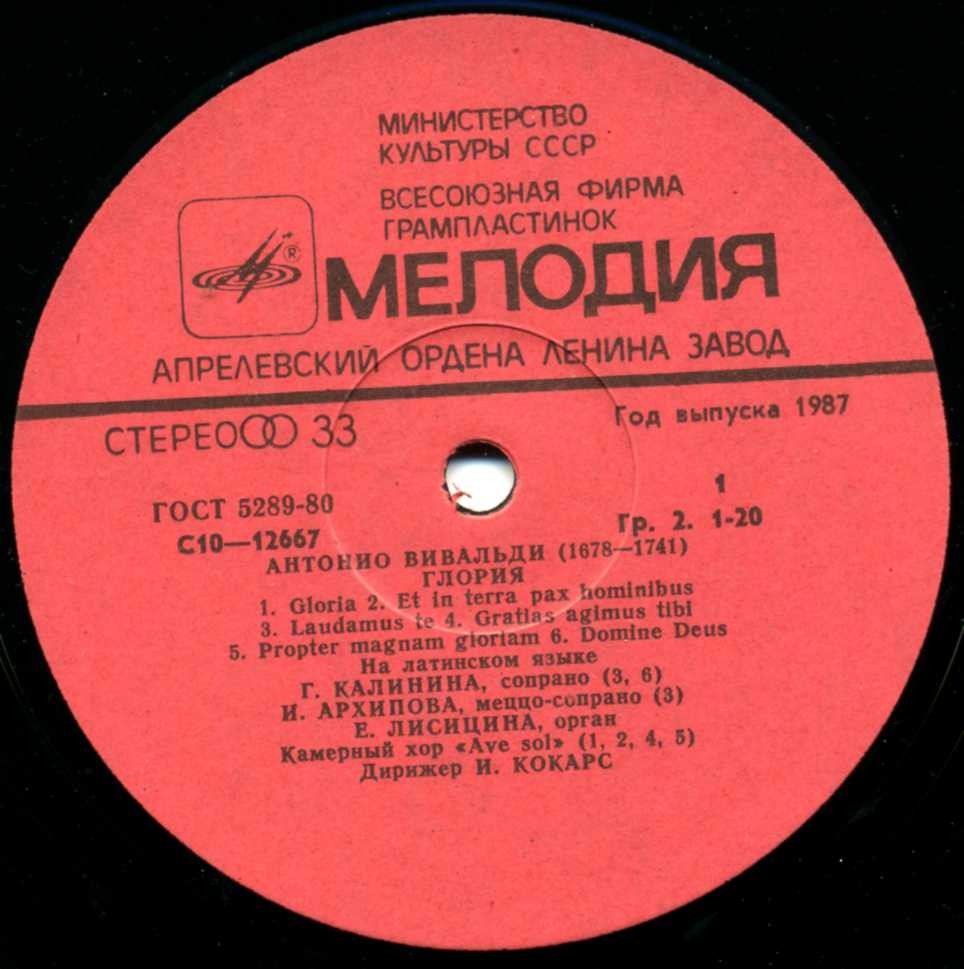 МИНИСТЕРСТВО
КУЛЬТУРЫ СССР
ВСЕСОЮЗНАЯ ФИРМА
ГРАМПЛАСТИНОК
®
МЕЛОДИЯ
АПРЕЛЕВСКИЙ ОРДЕНА ЛЕНИНА ЗАВОД
СТЕРЕО 33
Год выпуска 1987
ГОСТ 5289-80
1
С10—12667
Гр. 2. 1-20
АНТОНИО ВИВАЛЬДИ (1678—1741)
ГЛОРИЯ
1. Gloria 2. Et in terra pax hominibus
3. Laudamus te 4. Gratias agimus tibi
5. Propter magnam gloriam 6. Domine Deus
На латинском языке
Г. КАЛИНИНА, сопрано (3, 6)
И. АРХИПОВА, меццо-сопрано (3)
Е. ЛИСИЦИНА, орган
Камерный хор «Ave sol» (1, 2, 4, 5)
Дирижер И. КОКАРС